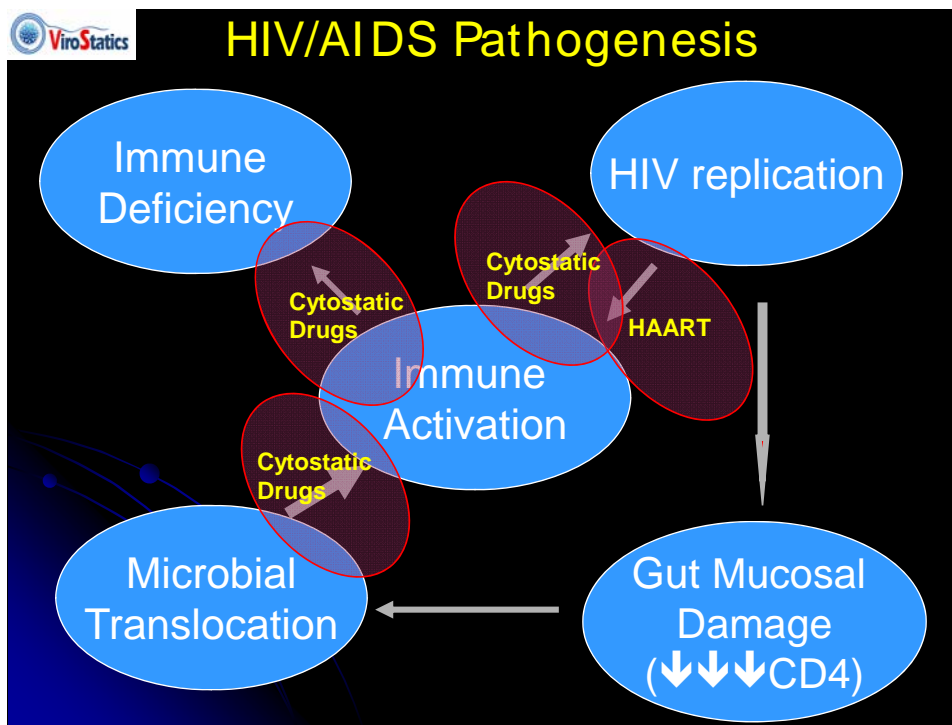 ViroStatics
HIV/AIDS Pathogenesis
Immune
Deficiency
HIV replication
Cytostatic
Drugs
Cytostatic
Drugs
HAART
Immune
Activation
Cytostatic
Drugs
Microbial
Translocation
Gut Mucosal
Damage
(↓↓↓CD4)